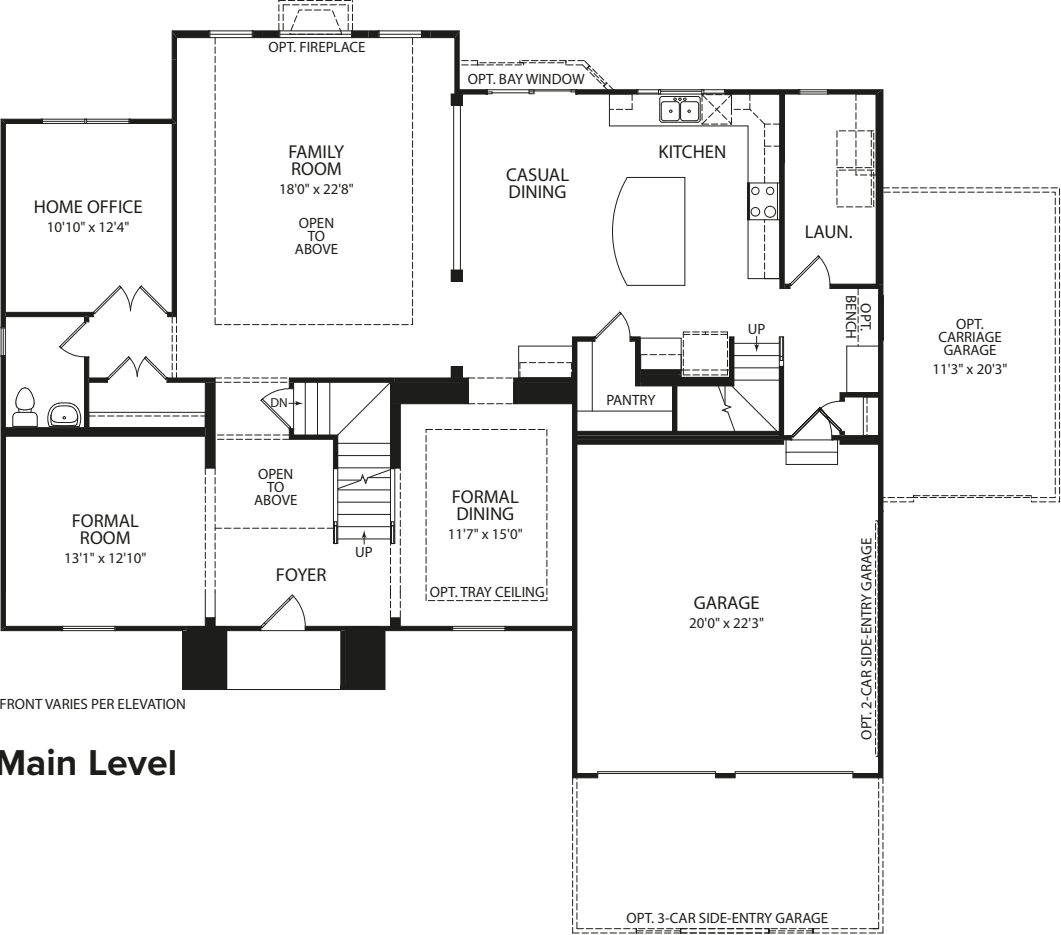 OPT. FIREPLACE
OPT. BAY WINDOW
FAMILY
ROOM
18'0" x 22'8"
OPEN
TO
ABOVE
KITCHEN
CASUAL
DINING
HOME OFFICE
10'10" x 12'4"
LAUN.
OPT.
BENCH
UP
OPT.
CARRIAGE
GARAGE
11'3" x 20'3"
PANTRY
DN
OPEN
TO
ABOVE
FORMAL
DINING
11'7" x 15'0"
FORMAL
ROOM
13'1" x 12'10"
UP
FOYER
OPT. TRAY CEILING
GARAGE
20'0" x 22'3"
OPT. 2-CAR SIDE-ENTRY GARAGE
FRONT VARIES PER ELEVATION
Main Level
OPT. 3-CAR SIDE-ENTRY GARAGE